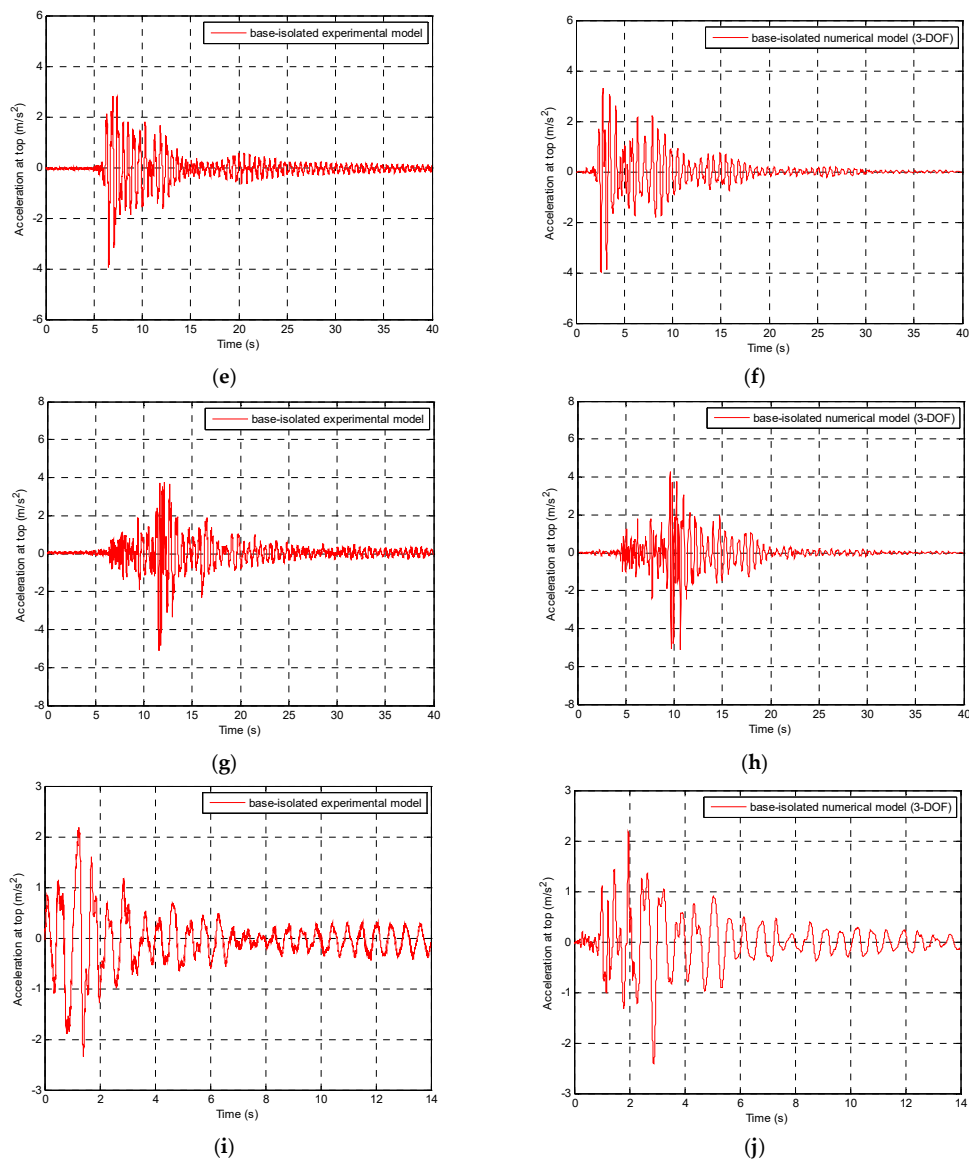 6
4
2
0
-2
-4
-6
Acceleration at top (m/s²)
base-isolated experimental model
0 5 10 15 20 25 30 35 40
Time (s)
(e)
6
4
2
0
-2
-4
-6
Acceleration at top (m/s²)
base-isolated numerical model (3-DOF)
0 5 10 15 20 25 30 35 40
Time (s)
(f)
8
6
4
2
0
-2
-4
-6
-8
Acceleration at top (m/s²)
base-isolated experimental model
0 5 10 15 20 25 30 35 40
Time (s)
(g)
8
6
4
2
0
-2
-4
-6
-8
Acceleration at top (m/s²)
base-isolated numerical model (3-DOF)
0 5 10 15 20 25 30 35 40
Time (s)
(h)
3
2
1
0
-1
-2
-3
Acceleration at top (m/s²)
base-isolated experimental model
0 2 4 6 8 10 12 14
Time (s)
(i)
3
2
1
0
-1
-2
-3
Acceleration at top (m/s²)
base-isolated numerical model (3-DOF)
0 2 4 6 8 10 12 14
Time (s)
(j)